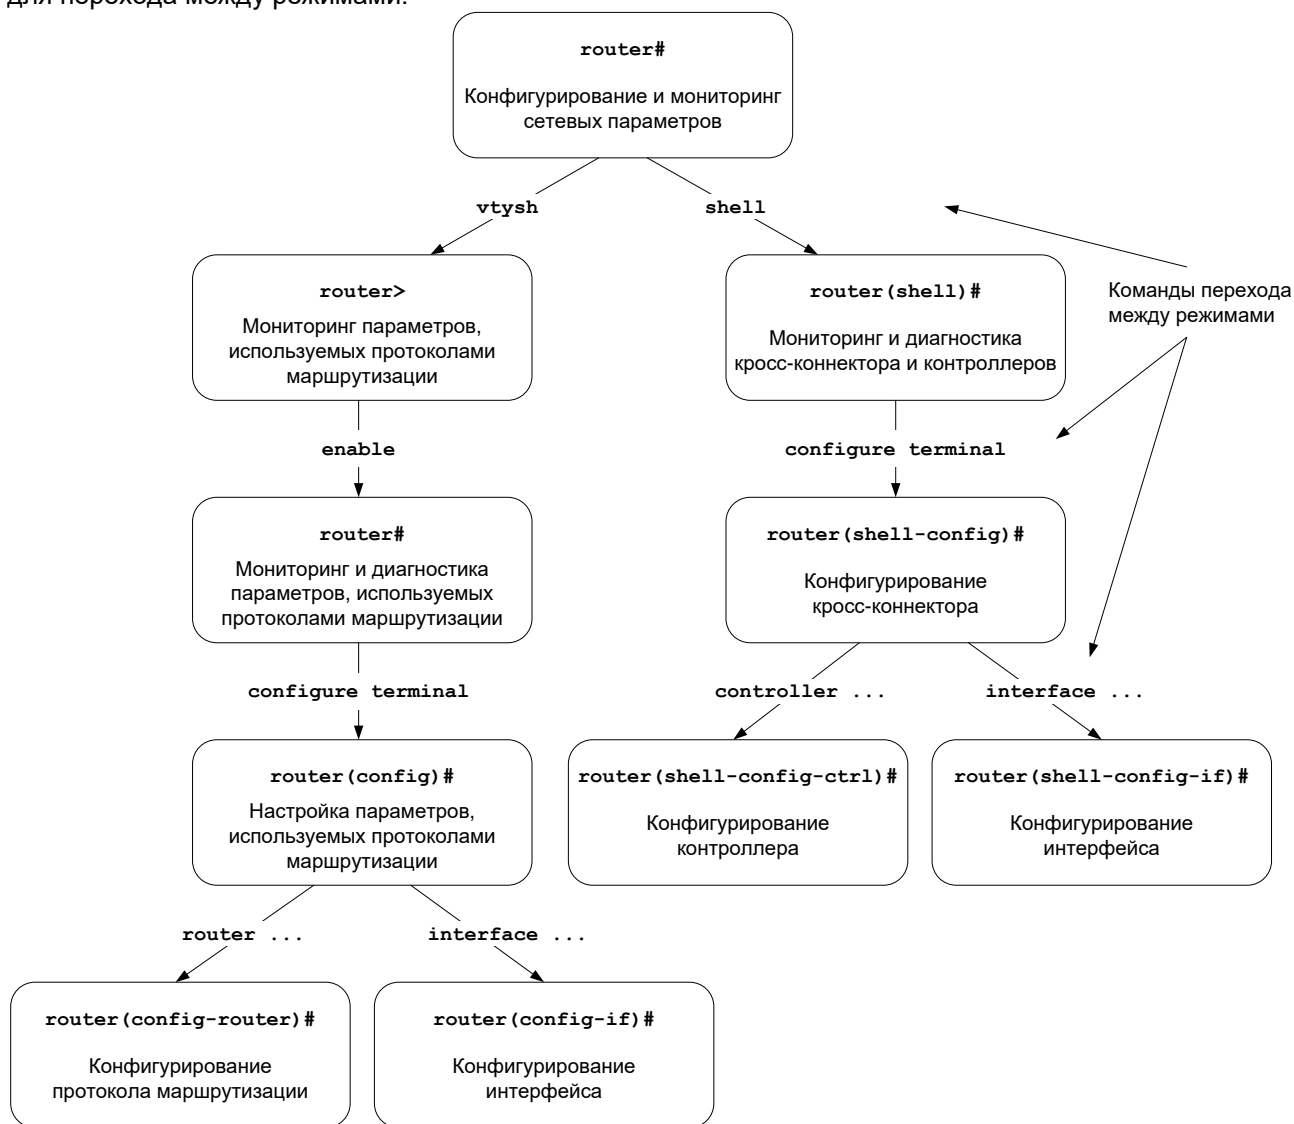 для перехода между режимами.
router#
Конфигурирование и мониторинг
сетевых параметров
vtysh
shell
router>
Мониторинг параметров,
используемых протоколами
маршрутизации
router(shell)#
Мониторинг и диагностика
кросс-коннектора и контроллеров
Команды перехода
между режимами
enable
configure terminal
router#
Мониторинг и диагностика
параметров, используемых
протоколами маршрутизации
router(shell-config)#
Конфигурирование
кросс-коннектора
configure terminal
controller ...
interface ...
router(config)#
Настройка параметров,
используемых протоколами
маршрутизации
router(shell-config-ctrl)#
Конфигурирование
контроллера
router(shell-config-if)#
Конфигурирование
интерфейса
router ...
interface ...
router(config-router)#
Конфигурирование
протокола маршрутизации
router(config-if)#
Конфигурирование
интерфейса